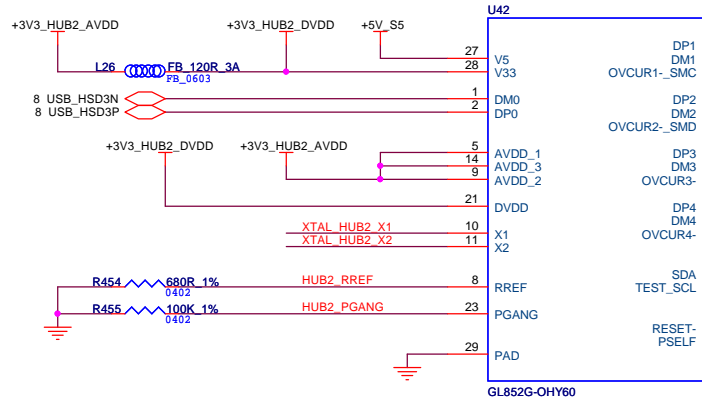 U42
+3V3_HUB2_AVDD +3V3_HUB2_DVDD +5V_S5
L26 FB_120R_3A
FB_0603
27 V5
28 V33
8 USB_HSD3N 1 DM0
8 USB_HSD3P 2 DP0
+3V3_HUB2_DVDD +3V3_HUB2_AVDD
5 AVDD_1
14 AVDD_3
9 AVDD_2
21 DVDD
XTAL_HUB2_X1 10 X1
XTAL_HUB2_X2 11 X2
R454 680R_1% HUB2_RREF 8 RREF
0402
R455 100K_1% HUB2_PGANG 23 PGANG
0402
29 PAD
DP1
DM1
OVCUR1-_SMC
DP2
DM2
OVCUR2-_SMD
DP3
DM3
OVCUR3-
DP4
DM4
OVCUR4-
SDA
TEST_SCL
RESET-
PSELF
GL852G-OHY60